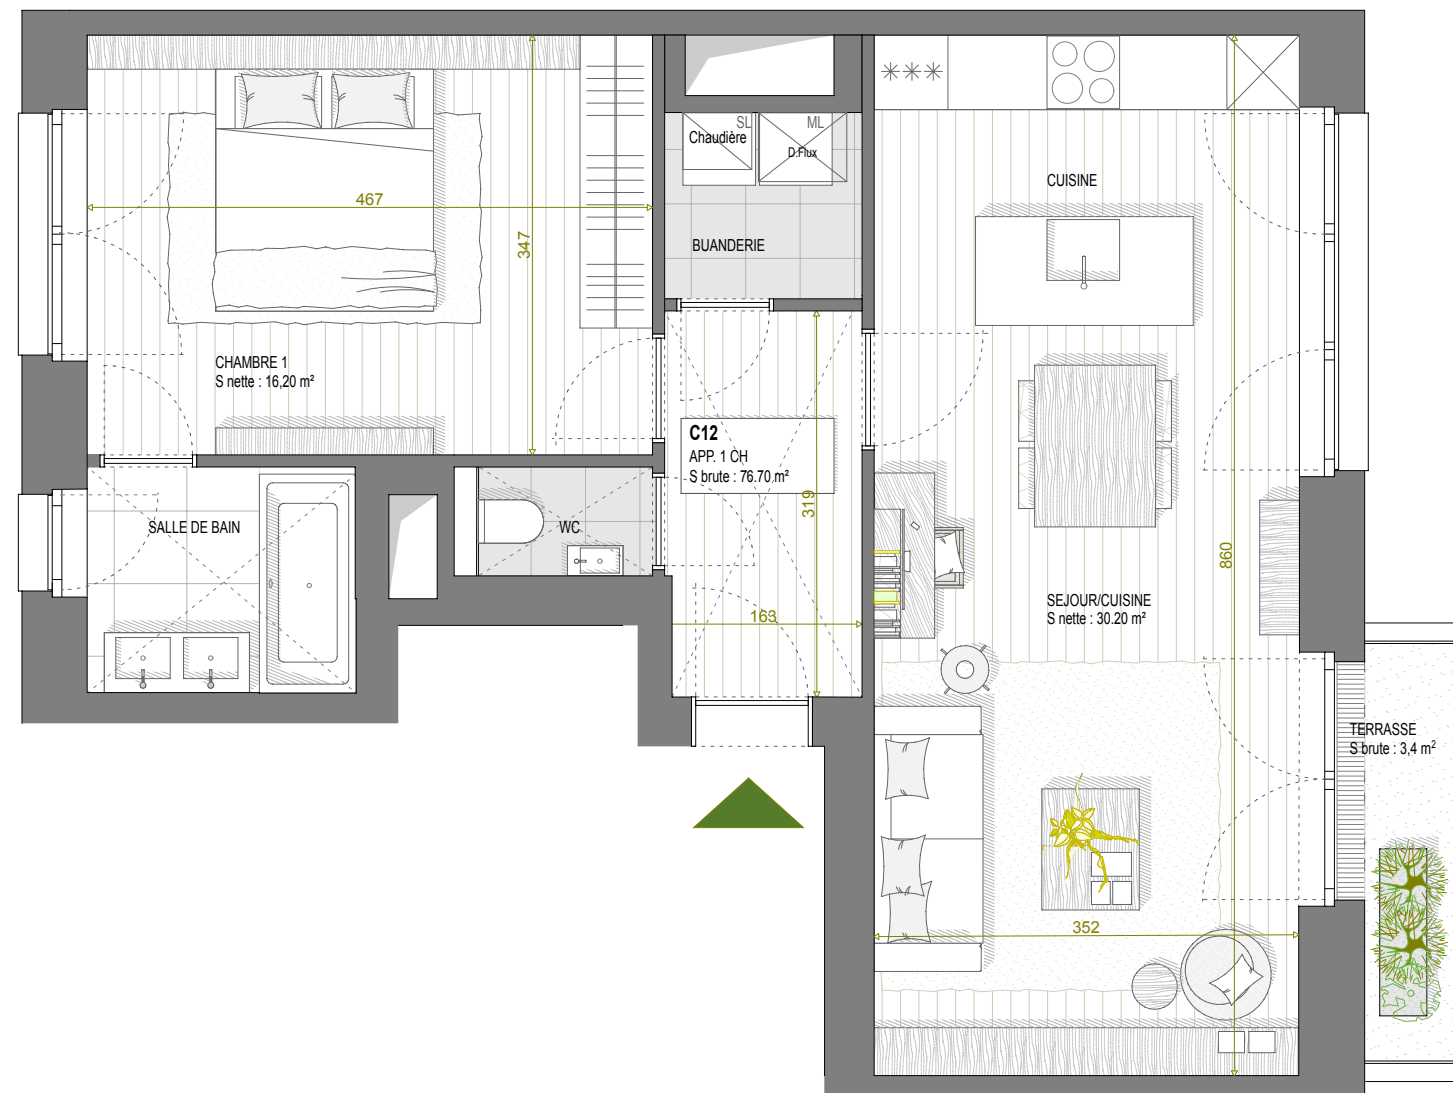 SL
ML
Chaudière
D.Flux
BUANDERIE
CUISINE
467
347
CHAMBRE 1
S nette : 16,20 m²
C12
APP. 1 CH
S brute : 76.70 m²
319
SALLE DE BAIN
WC
163
860
SEJOUR/CUISINE
S nette : 30.20 m²
TERRASSE
S brute : 3,4 m²
352